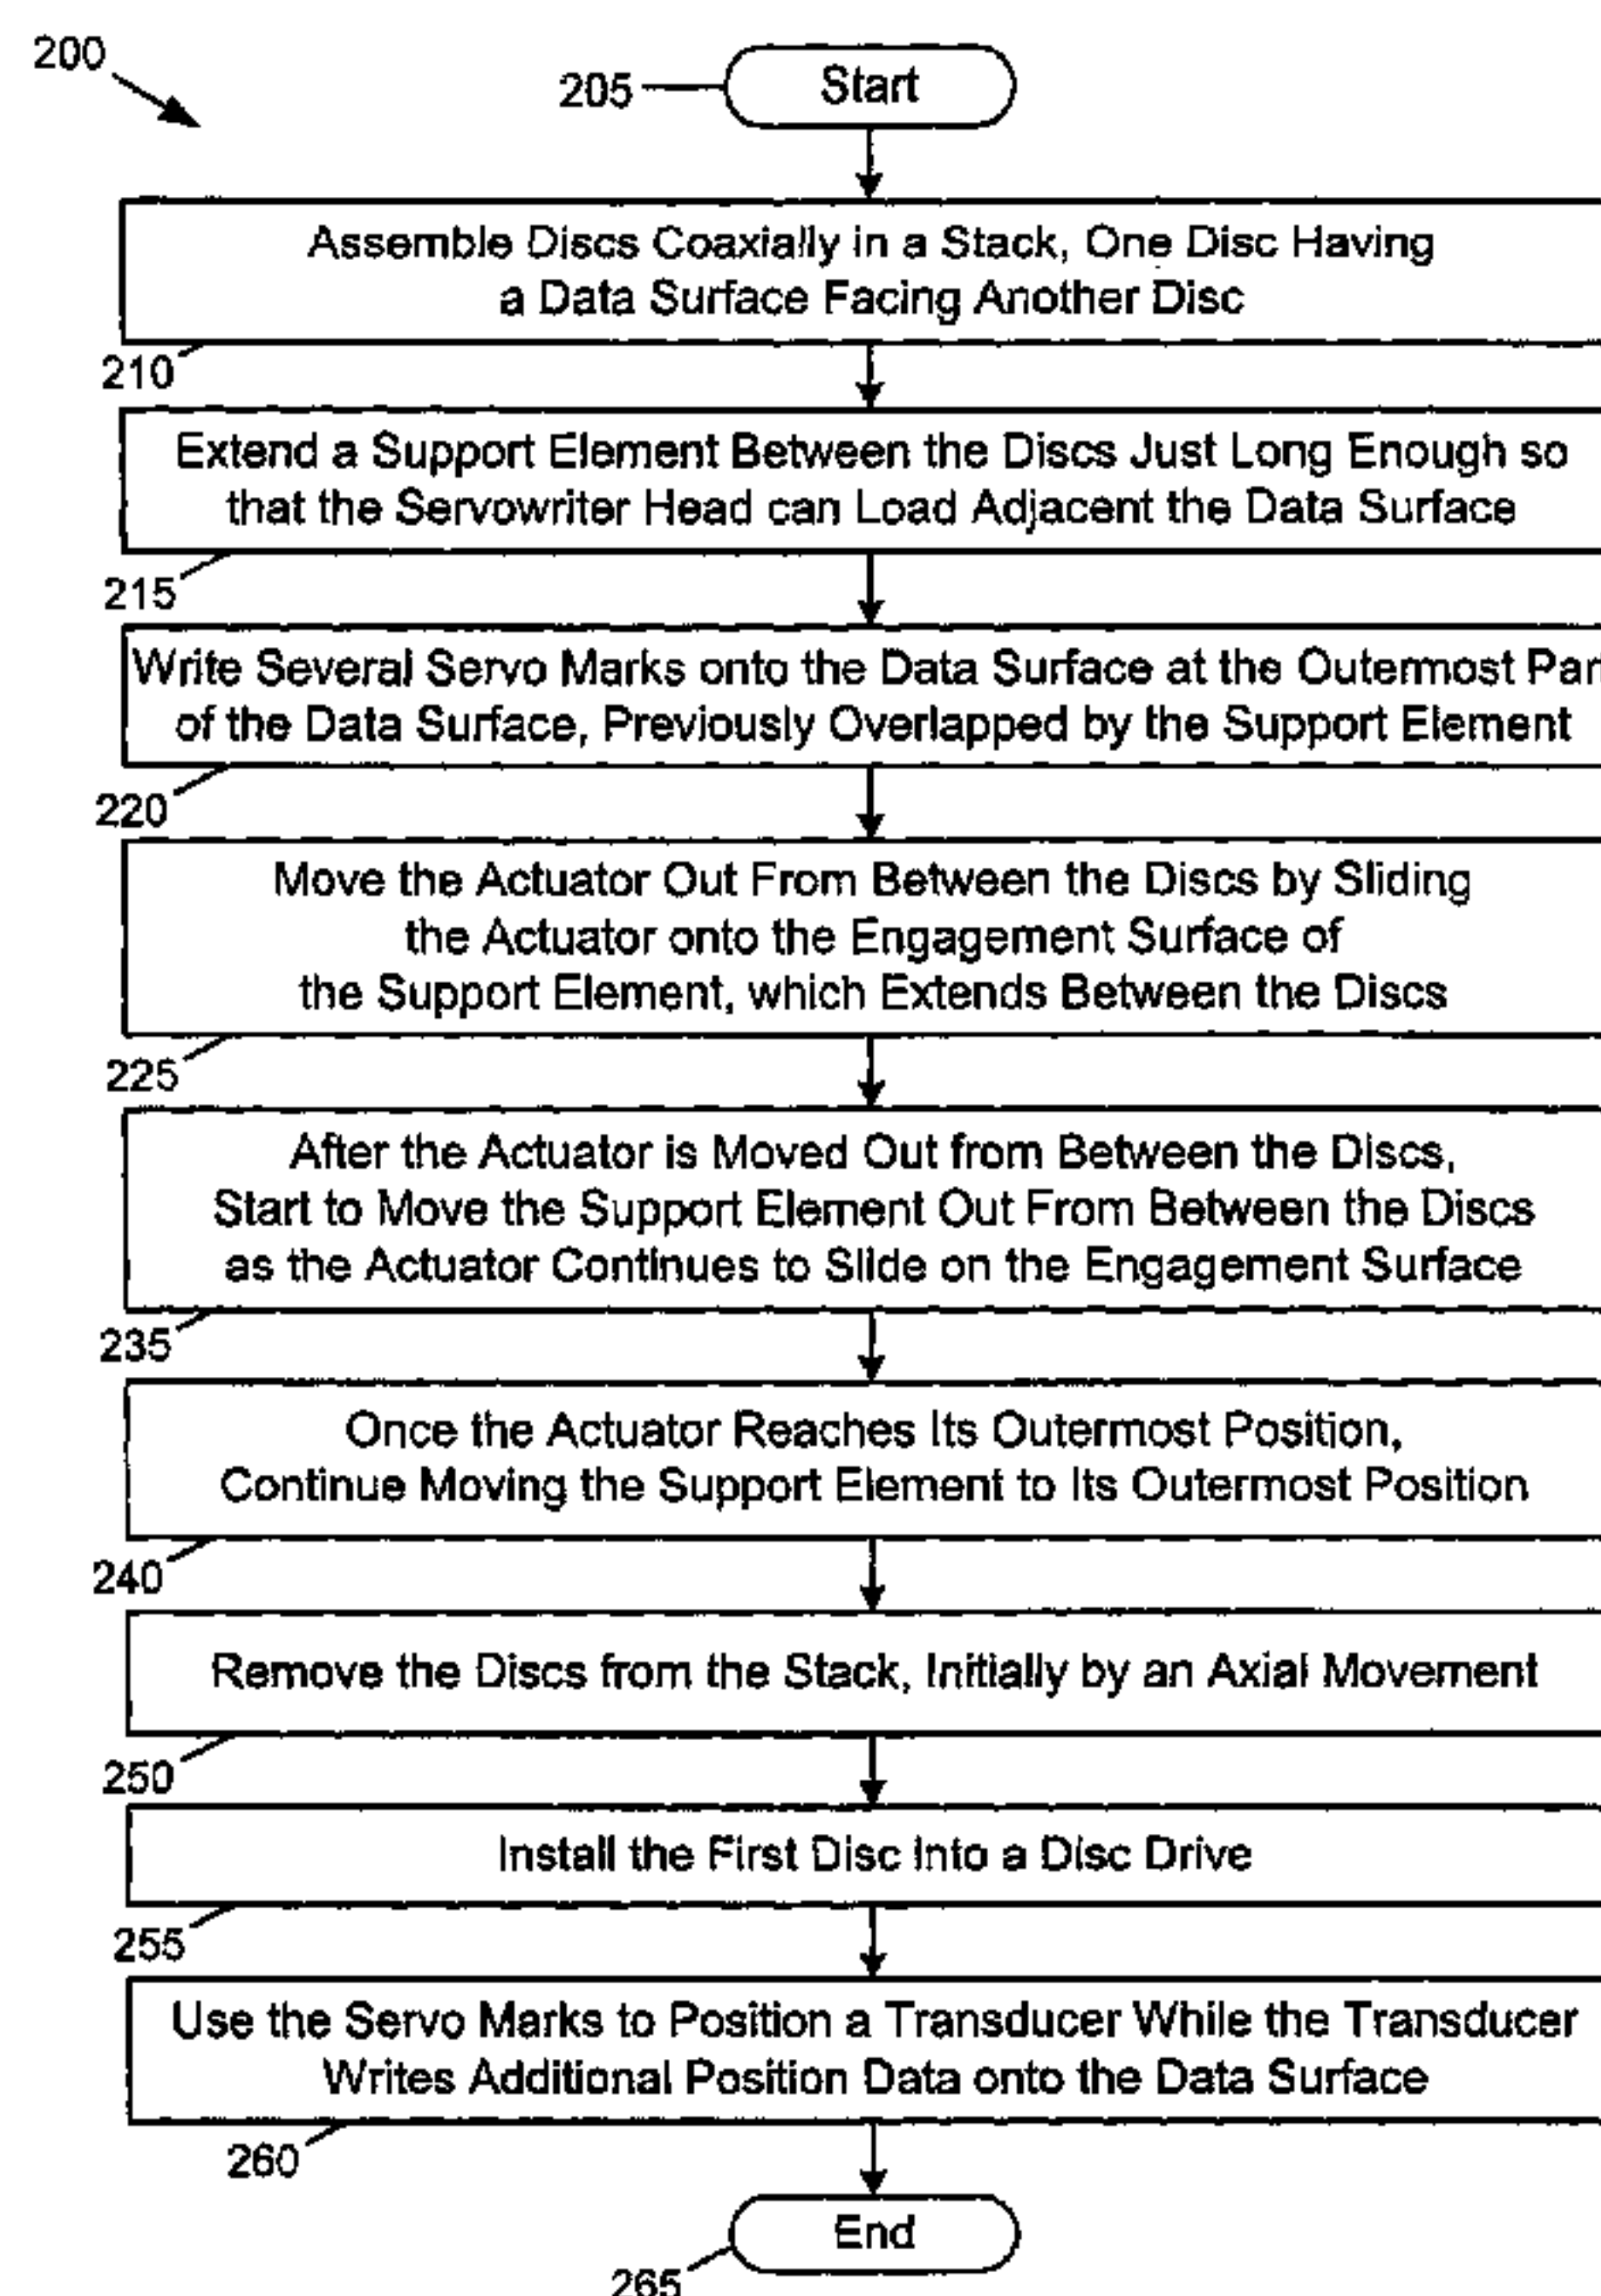 200
205
Start
Assemble Discs Coaxially in a Stack, One Disc Having
a Data Surface Facing Another Disc
210
Extend a Support Element Between the Discs Just Long Enough so
that the Servowriter Head can Load Adjacent the Data Surface
215
Write Several Servo Marks onto the Data Surface at the Outermost Par
of the Data Surface, Previously Overlapped by the Support Element
220
Move the Actuator Out From Between the Discs by Sliding
the Actuator onto the Engagement Surface of
the Support Element, which Extends Between the Discs
225
After the Actuator is Moved Out from Between the Discs,
Start to Move the Support Element Out From Between the Discs
as the Actuator Continues to Slide on the Engagement Surface
235
Once the Actuator Reaches Its Outermost Position,
Continue Moving the Support Element to Its Outermost Position
240
Remove the Discs from the Stack, Initially by an Axial Movement
250
Install the First Disc Into a Disc Drive
255
Use the Servo Marks to Position a Transducer While the Transducer
Writes Additional Position Data onto the Data Surface
260
End
265